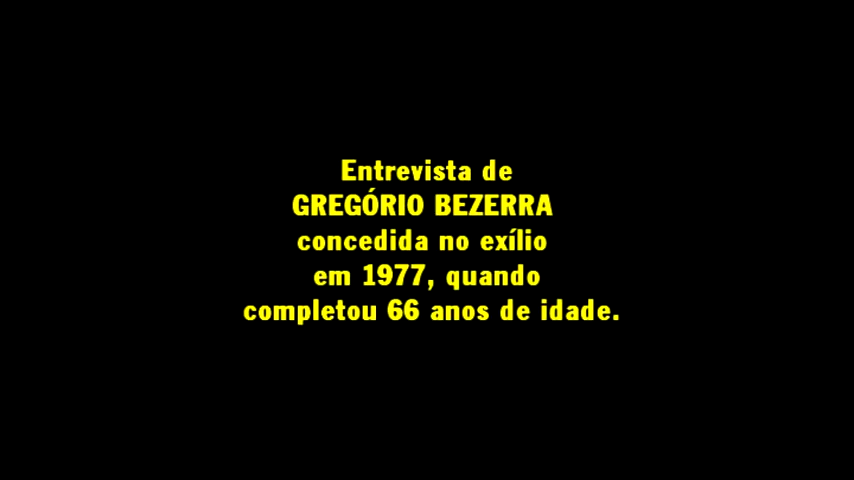 Entrevista de
GREGÓRIO BEZERRA
concedida no exílio
em 1977, quando
completou 66 anos de idade.